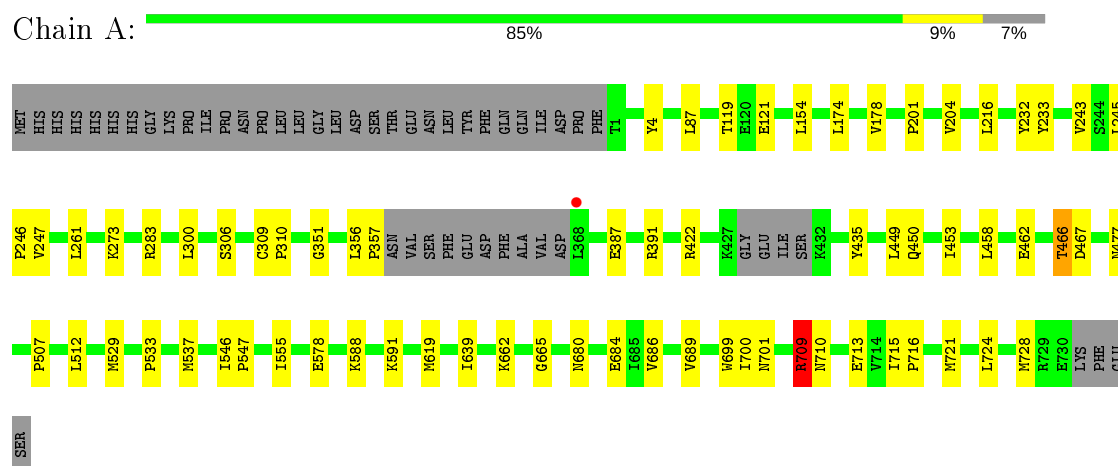 Chain A:
85% 9% 7%
MET HIS HIS HIS HIS HIS HIS GLY LYS PRO ILE PRO ASN PRO LEU LEU GLY LEU ASP SER THR GLU ASN LEU TYR PHE GLN GLN ILE ASP PRO PHE T1 Y4 L87 T119 E120 E121 L154 L174 V178 P201 V204 L216 Y232 Y233 V243 S244 L245
P246 V247 L261 K273 R283 L300 S306 C309 P310 G351 L356 P357 ASN VAL SER PHE GLU ASP PHE ALA VAL ASP L368 E387 R391 R422 K427 GLY GLU ILE SER K432 Y435 L449 Q450 I453 L458 E462 T466 D467 N477
P507 L512 M529 P533 M537 I546 P547 I555 E578 K588 K591 M619 I639 K662 G665 N680 E684 I685 V686 V689 W699 I700 N701 R709 N710 E713 V714 I715 P716 M721 L724 M728 R729 E730 LYS PHE GLU
SER